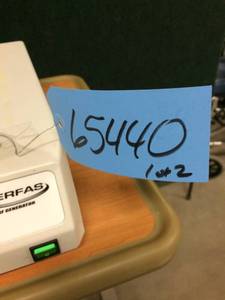 65440
1 of 2
ERFAS
GENERATOR